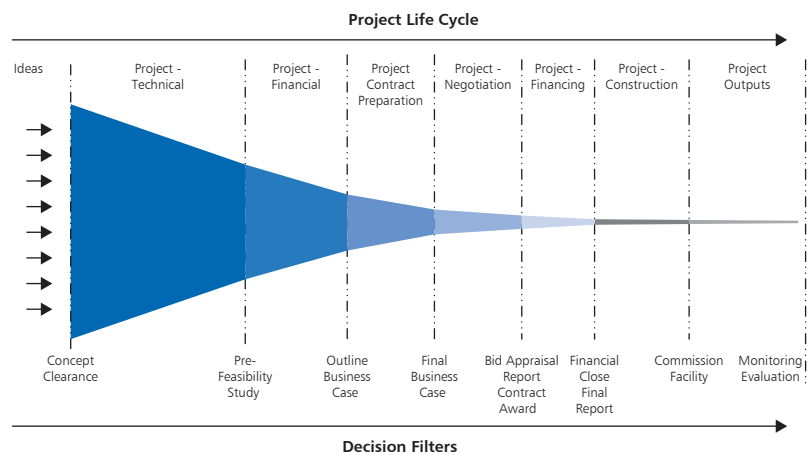 Project Life Cycle
Ideas
Project -
Technical
Project -
Financial
Project
Contract
Preparation
Project -
Negotiation
Project -
Financing
Project -
Construction
Project
Outputs
Concept
Clearance
Pre-
Feasibility
Study
Outline
Business
Case
Final
Business
Case
Bid Appraisal
Report
Contract
Award
Financial
Close
Final
Report
Commission
Facility
Monitoring
Evaluation
Decision Filters